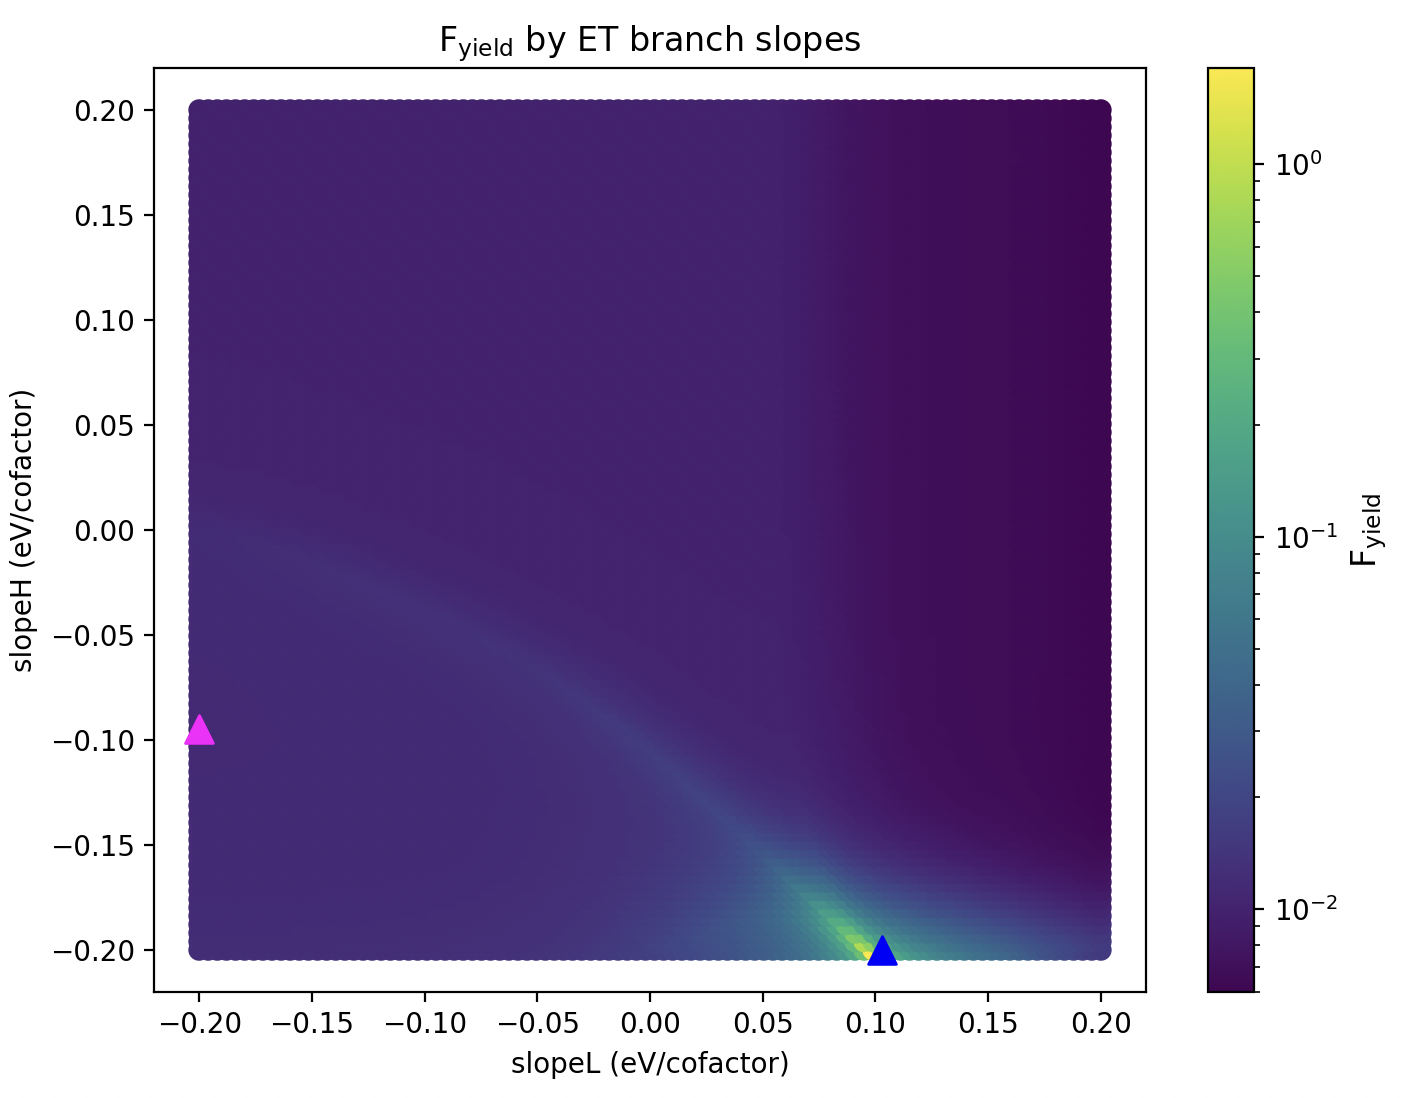 F_yield by ET branch slopes
0.20
0.15
0.10
0.05
0.00
−0.05
−0.10
−0.15
−0.20
slopeH (eV/cofactor)
−0.20 −0.15 −0.10 −0.05 0.00 0.05 0.10 0.15 0.20
slopeL (eV/cofactor)
10^0
10^−1
10^−2
F_yield